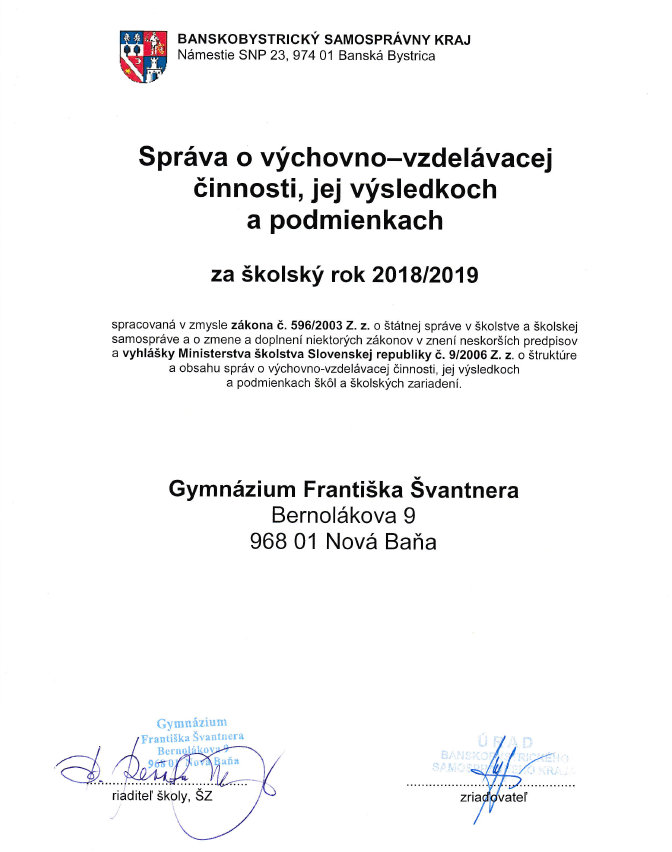 BANSKOBYSTRICKÝ SAMOSPRÁVNY KRAJ
Námestie SNP 23, 974 01 Banská Bystrica
Správa o výchovno–vzdelávacej
činnosti, jej výsledkoch
a podmienkach
za školský rok 2018/2019
spracovaná v zmysle zákona č. 596/2003 Z. z. o štátnej správe v školstve a školskej
samospráve a o zmene a doplnení niektorých zákonov v znení neskorších predpisov
a vyhlášky Ministerstva školstva Slovenskej republiky č. 9/2006 Z. z. o štruktúre
a obsahu správ o výchovno-vzdelávacej činnosti, jej výsledkoch
a podmienkach škôl a školských zariadení.
Gymnázium Františka Švantnera
Bernolákova 9
968 01 Nová Baňa
Gymnázium
Františka Švantnera
Bernolákova 9
968 01 Nová Baňa
riaditeľ školy, ŠZ
ÚRAD
BANSKOBYSTRICKÉHO
SAMOSPRÁVNEHO KRAJA
zriaďovateľ